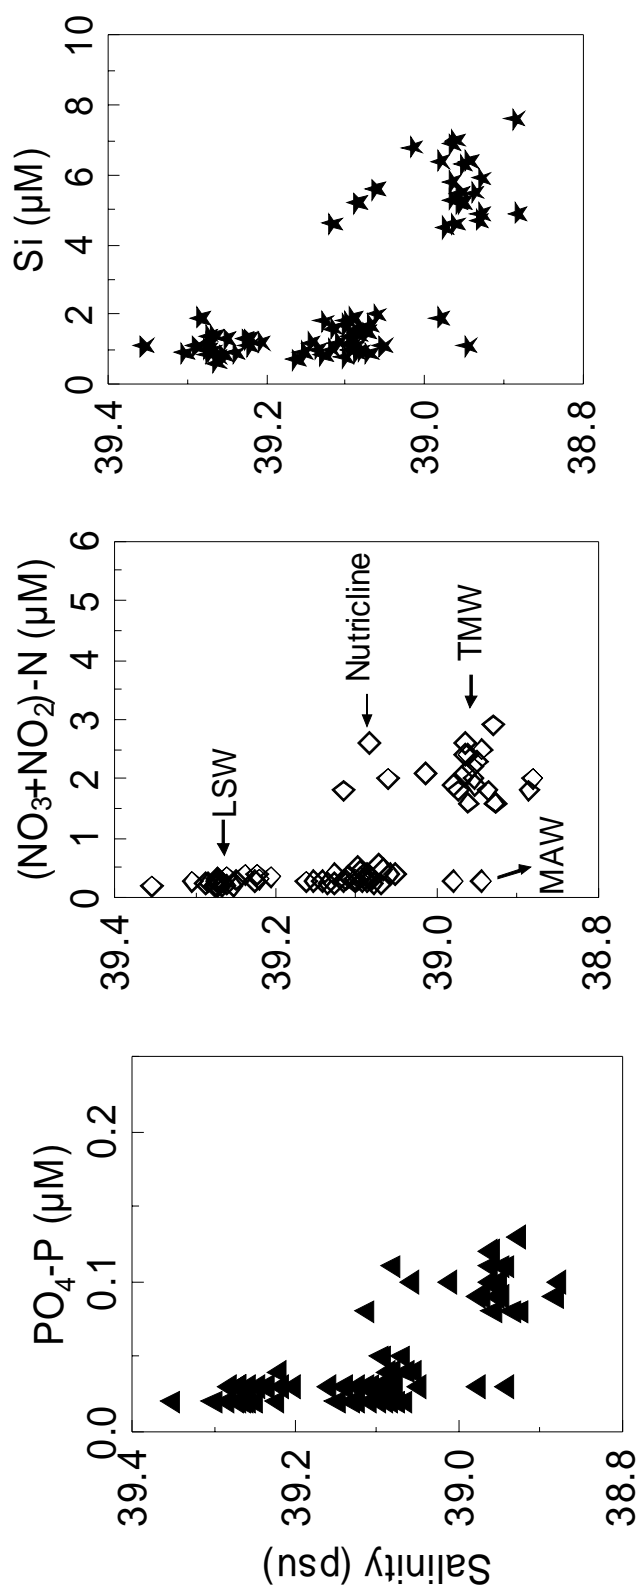 PO₄-P (µM)
0.0 0.1 0.2
39.4
39.2
39.0
38.8
Salinity (psu)
(NO₃+NO₂)-N (µM)
0 1 2 3 4 5 6
39.4
39.2
39.0
38.8
LSW
Nutricline
TMW
MAW
Si (µM)
0 2 4 6 8 10
39.4
39.2
39.0
38.8